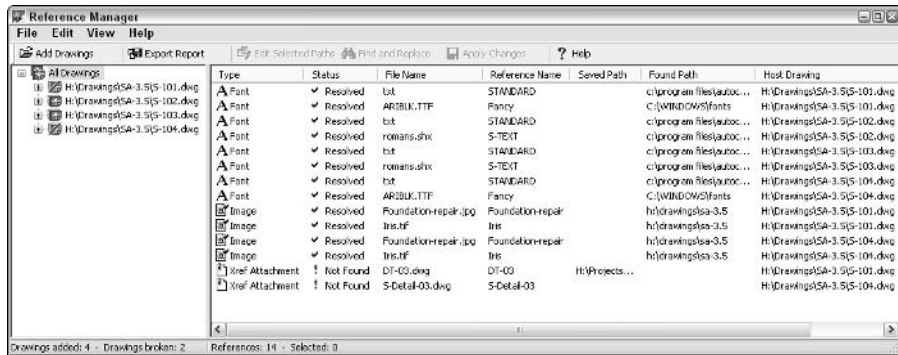 Reference Manager
File Edit View Help
Add Drawings Export Report Edit Selected Paths Find and Replace Apply Changes ? Help
All Drawings
H:\Drawings\SA-3.5\S-101.dwg
H:\Drawings\SA-3.5\S-102.dwg
H:\Drawings\SA-3.5\S-103.dwg
H:\Drawings\SA-3.5\S-104.dwg
Type Status File Name Reference Name Saved Path Found Path Host Drawing
Font Resolved txt STANDARD c:\program files\autoc... H:\Drawings\SA-3.5\S-101.dwg
Font Resolved ARIBLK.TTF Fancy C:\WINDOWS\fonts H:\Drawings\SA-3.5\S-101.dwg
Font Resolved txt STANDARD c:\program files\autoc... H:\Drawings\SA-3.5\S-102.dwg
Font Resolved romans.shx S-TEXT c:\program files\autoc... H:\Drawings\SA-3.5\S-102.dwg
Font Resolved txt STANDARD c:\program files\autoc... H:\Drawings\SA-3.5\S-103.dwg
Font Resolved romans.shx S-TEXT c:\program files\autoc... H:\Drawings\SA-3.5\S-103.dwg
Font Resolved txt STANDARD c:\program files\autoc... H:\Drawings\SA-3.5\S-104.dwg
Font Resolved ARIBLK.TTF Fancy C:\WINDOWS\fonts H:\Drawings\SA-3.5\S-104.dwg
Image Resolved Foundation-repair.jpg Foundation-repair h:\drawings\sa-3.5 H:\Drawings\SA-3.5\S-101.dwg
Image Resolved Iris.tif Iris h:\drawings\sa-3.5 H:\Drawings\SA-3.5\S-101.dwg
Image Resolved Foundation-repair.jpg Foundation-repair h:\drawings\sa-3.5 H:\Drawings\SA-3.5\S-104.dwg
Image Resolved Iris.tif Iris h:\drawings\sa-3.5 H:\Drawings\SA-3.5\S-104.dwg
Xref Attachment ! Not Found DT-03.dwg DT-03 H:\Projects... H:\Drawings\SA-3.5\S-101.dwg
Xref Attachment ! Not Found S-Detail-03.dwg S-Detail-03 H:\Drawings\SA-3.5\S-104.dwg
Drawings added: 4 - Drawings broken: 2 References: 14 - Selected: 0